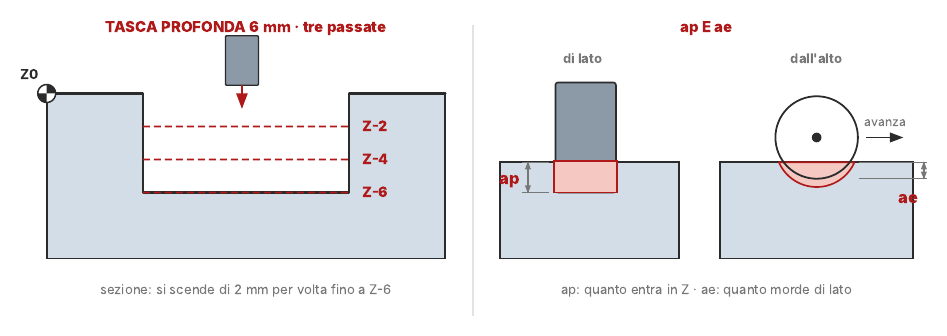 TASCA PROFONDA 6 mm · tre passate
Z0
Z-2
Z-4
Z-6
sezione: si scende di 2 mm per volta fino a Z-6
ap E ae
di lato
dall'alto
avanza
ap
ae
ap: quanto entra in Z · ae: quanto morde di lato